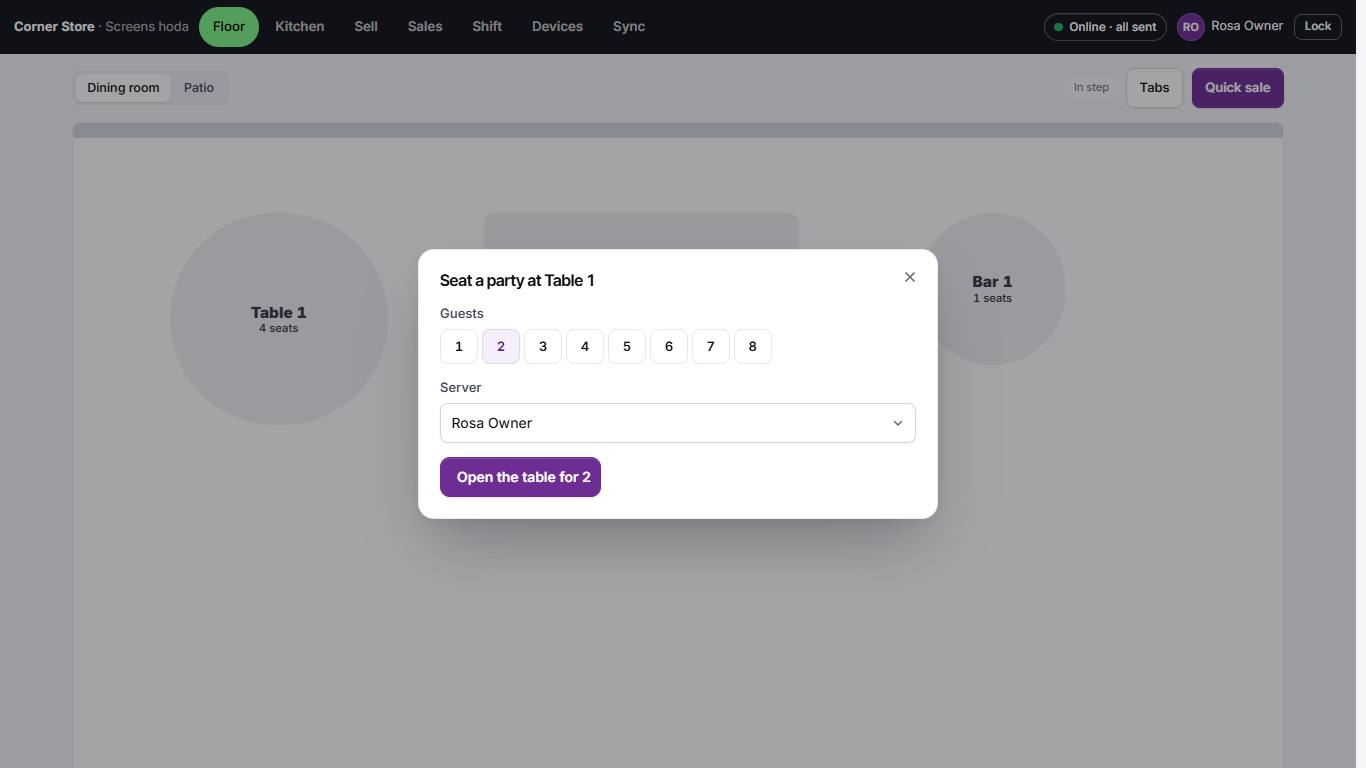 Corner Store · Screens hoda Floor Kitchen Sell Sales Shift Devices Sync Online · all sent RO Rosa Owner Lock
Dining room Patio In step Tabs Quick sale
Table 1
4 seats
Bar 1
1 seats
Seat a party at Table 1
Guests
1 2 3 4 5 6 7 8
Server
Rosa Owner
Open the table for 2